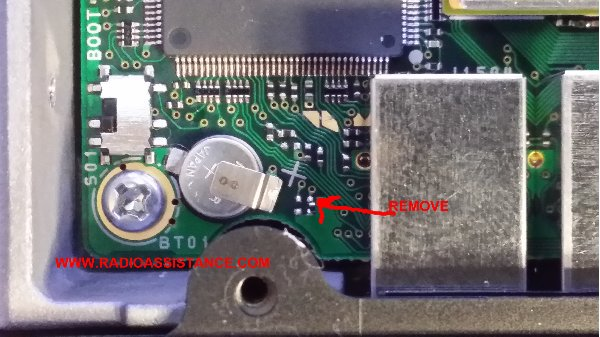 BOOT
S01
JAPAN
+
REMOVE
BT01
WWW.RADIOASSISTANCE.COM